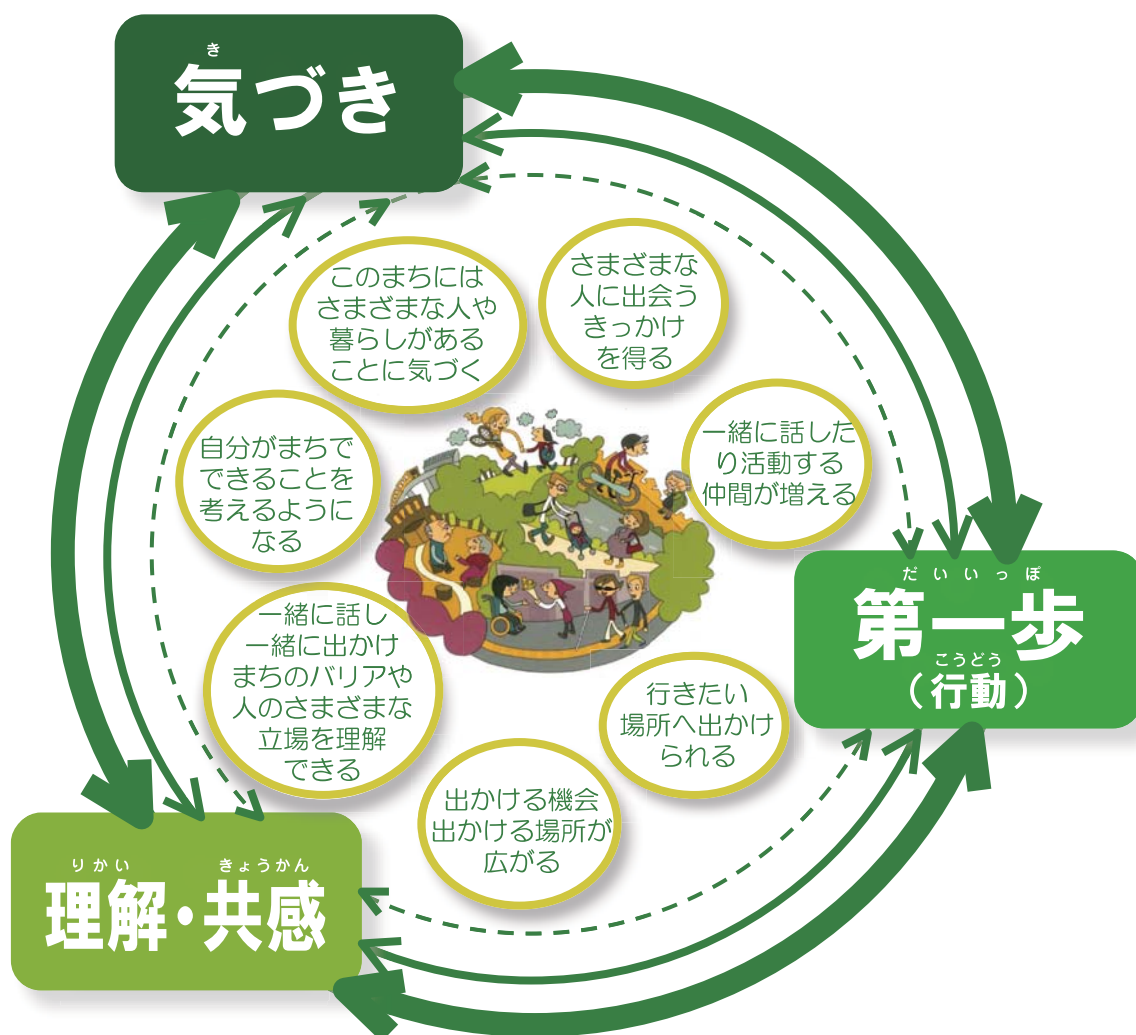 き
気づき
このまちには
さまざまな人や
暮らしがある
ことに気づく
さまざまな
人に出会う
きっかけ
を得る
一緒に話した
り活動する
仲間が増える
自分がまちで
できることを
考えるように
なる
だいいっぽ
第一歩
こうどう
（行動）
一緒に話し
一緒に出かけ
まちのバリアや
人のさまざまな
立場を理解
できる
行きたい
場所へ出かけ
られる
出かける機会
出かける場所が
広がる
りかい きょうかん
理解・共感